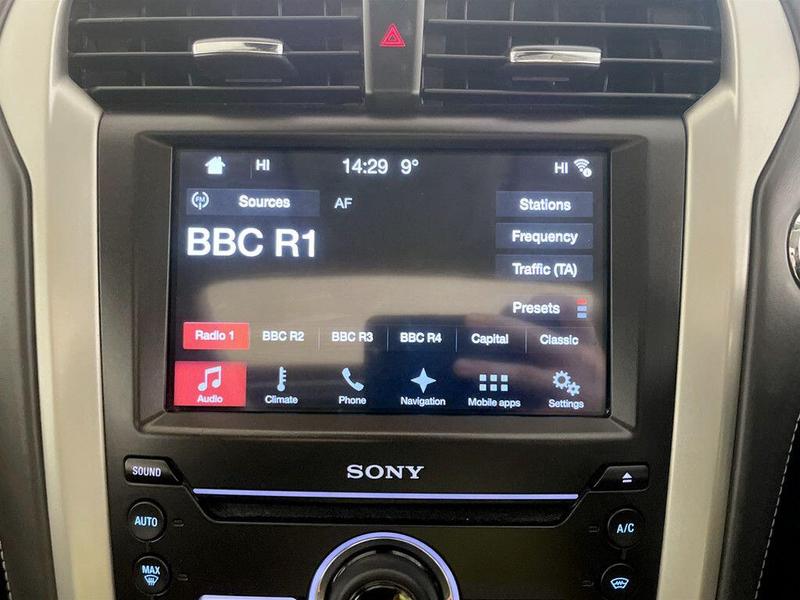 HI 14:29 9° HI
FM Sources AF Stations
BBC R1
Frequency
Traffic (TA)
Presets
Radio 1 BBC R2 BBC R3 BBC R4 Capital Classic
Audio Climate Phone Navigation Mobile apps Settings
SOUND SONY
AUTO A/C
MAX